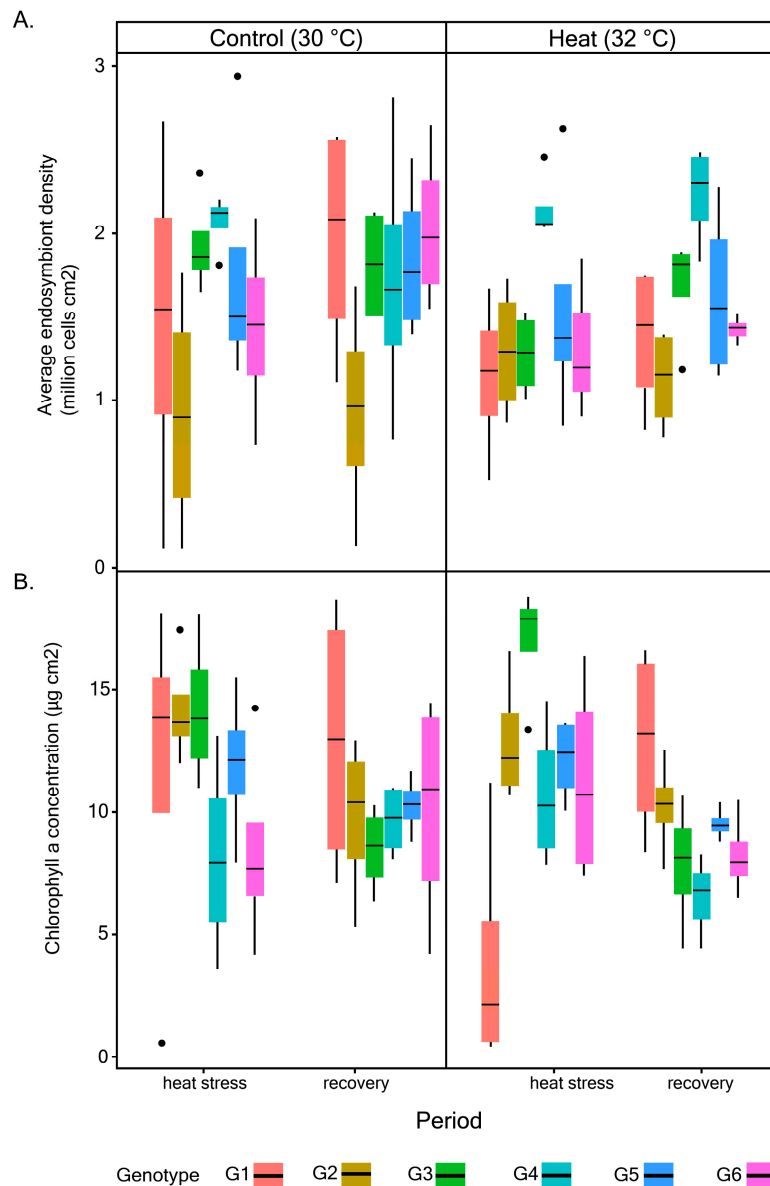 A.
Control (30 °C)
Heat (32 °C)
Average endosymbiont density
(million cells cm2)
3
2
1
0
B.
Chlorophyll a concentration (µg cm2)
15
10
5
0
heat stress
recovery
heat stress
recovery
Period
Genotype G1 G2 G3 G4 G5 G6